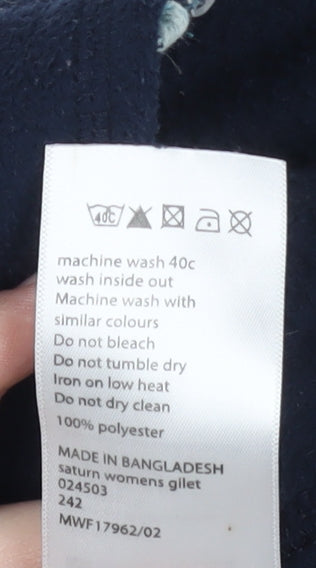 40c
machine wash 40c
wash inside out
Machine wash with
similar colours
Do not bleach
Do not tumble dry
Iron on low heat
Do not dry clean
100% polyester
MADE IN BANGLADESH
saturn womens gilet
024503
242
MWF17962/02